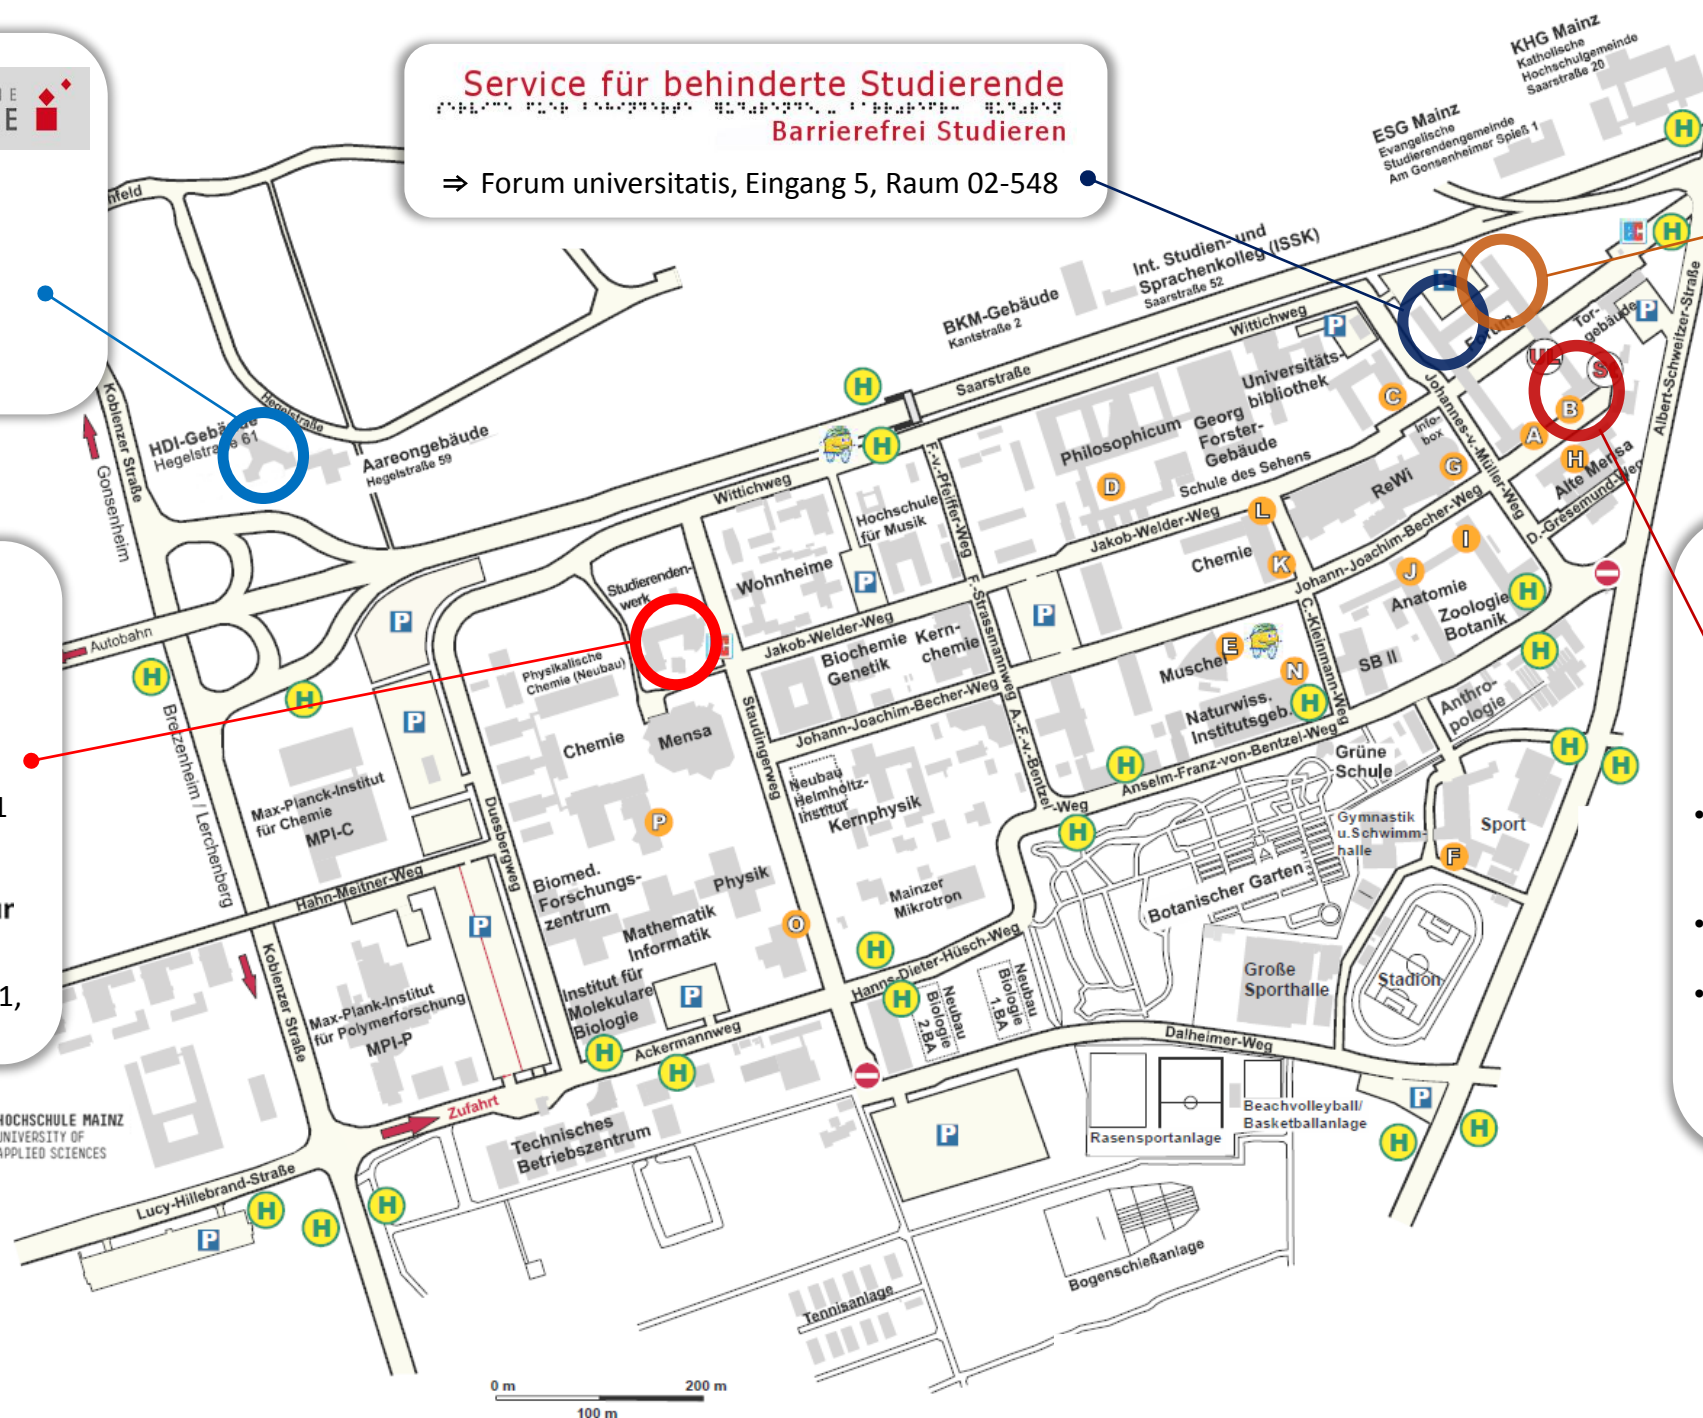 KHG Mainz
Katholische
Hochschulgemeinde
Saarstraße 20
ESG Mainz
Evangelische
Studierendengemeinde
Am Gonsenheimer Spieß 1
Service für behinderte Studierende
Barrierefrei Studieren
⇒ Forum universitatis, Eingang 5, Raum 02-548
Int. Studien- und
Sprachenkolleg (ISSK)
Saarstraße 52
BKM-Gebäude
Kantstraße 2
Wittichweg
Saarstraße
Universitäts-
bibliothek
Forum
Tor-
gebäude
UL
Albert-Schweitzer-Straße
Koblenzer Straße
Gonsenheim
Hegelstraße
HDI-Gebäude
Hegelstraße 61
Aareongebäude
Hegelstraße 59
Philosophicum
Georg
Forster-
Gebäude
Schule des Sehens
Info-
box
Johannes-v.-Müller-Weg
ReWi
Alte Mensa
D.-Gresemund-Weg
Wittichweg
F.-v.-Pfeiffer-Weg
Hochschule
für Musik
Wohnheime
Studierenden-
werk
Jakob-Welder-Weg
Chemie
Johann-Joachim-Becher-Weg
Anatomie
Zoologie
Botanik
SB II
Anthro-
pologie
C.-Kleinmann-Weg
Autobahn
Physikalische
Chemie (Neubau)
Jakob-Welder-Weg
Biochemie
Genetik
Kern-
chemie
F.-Strassmannweg
Muschel
Naturwiss.
Institutsgeb.
Johann-Joachim-Becher-Weg
Anselm-Franz-von-Bentzel-Weg
A.-F.-v.-Bentzel
-Weg
Bretzenheim / Lerchenberg
Chemie
Mensa
Staudingerweg
Neubau
Helmholtz-
Institut
Kernphysik
Grüne
Schule
Max-Planck-Institut
für Chemie
MPI-C
Duesbergweg
Gymnastik
u.Schwimm-
halle
Sport
Hahn-Meitner-Weg
Biomed.
Forschungs-
zentrum
Physik
Mathematik
Informatik
Mainzer
Mikrotron
Botanischer Garten
Koblenzer Straße
Max-Plank-Institut
für Polymerforschung
MPI-P
Institut für
Molekulare
Biologie
Hanns-Dieter-Hüsch-Weg
Neubau
Biologie
2.BA
Neubau
Biologie
1.BA
Große
Sporthalle
Stadion
Ackermannweg
Dalheimer-Weg
Zufahrt
HOCHSCHULE MAINZ
UNIVERSITY OF
APPLIED SCIENCES
Technisches
Betriebszentrum
Rasensportanlage
Beachvolleyball/
Basketballanlage
Lucy-Hillebrand-Straße
Bogenschießanlage
Tennisanlage
0 m 200 m
100 m